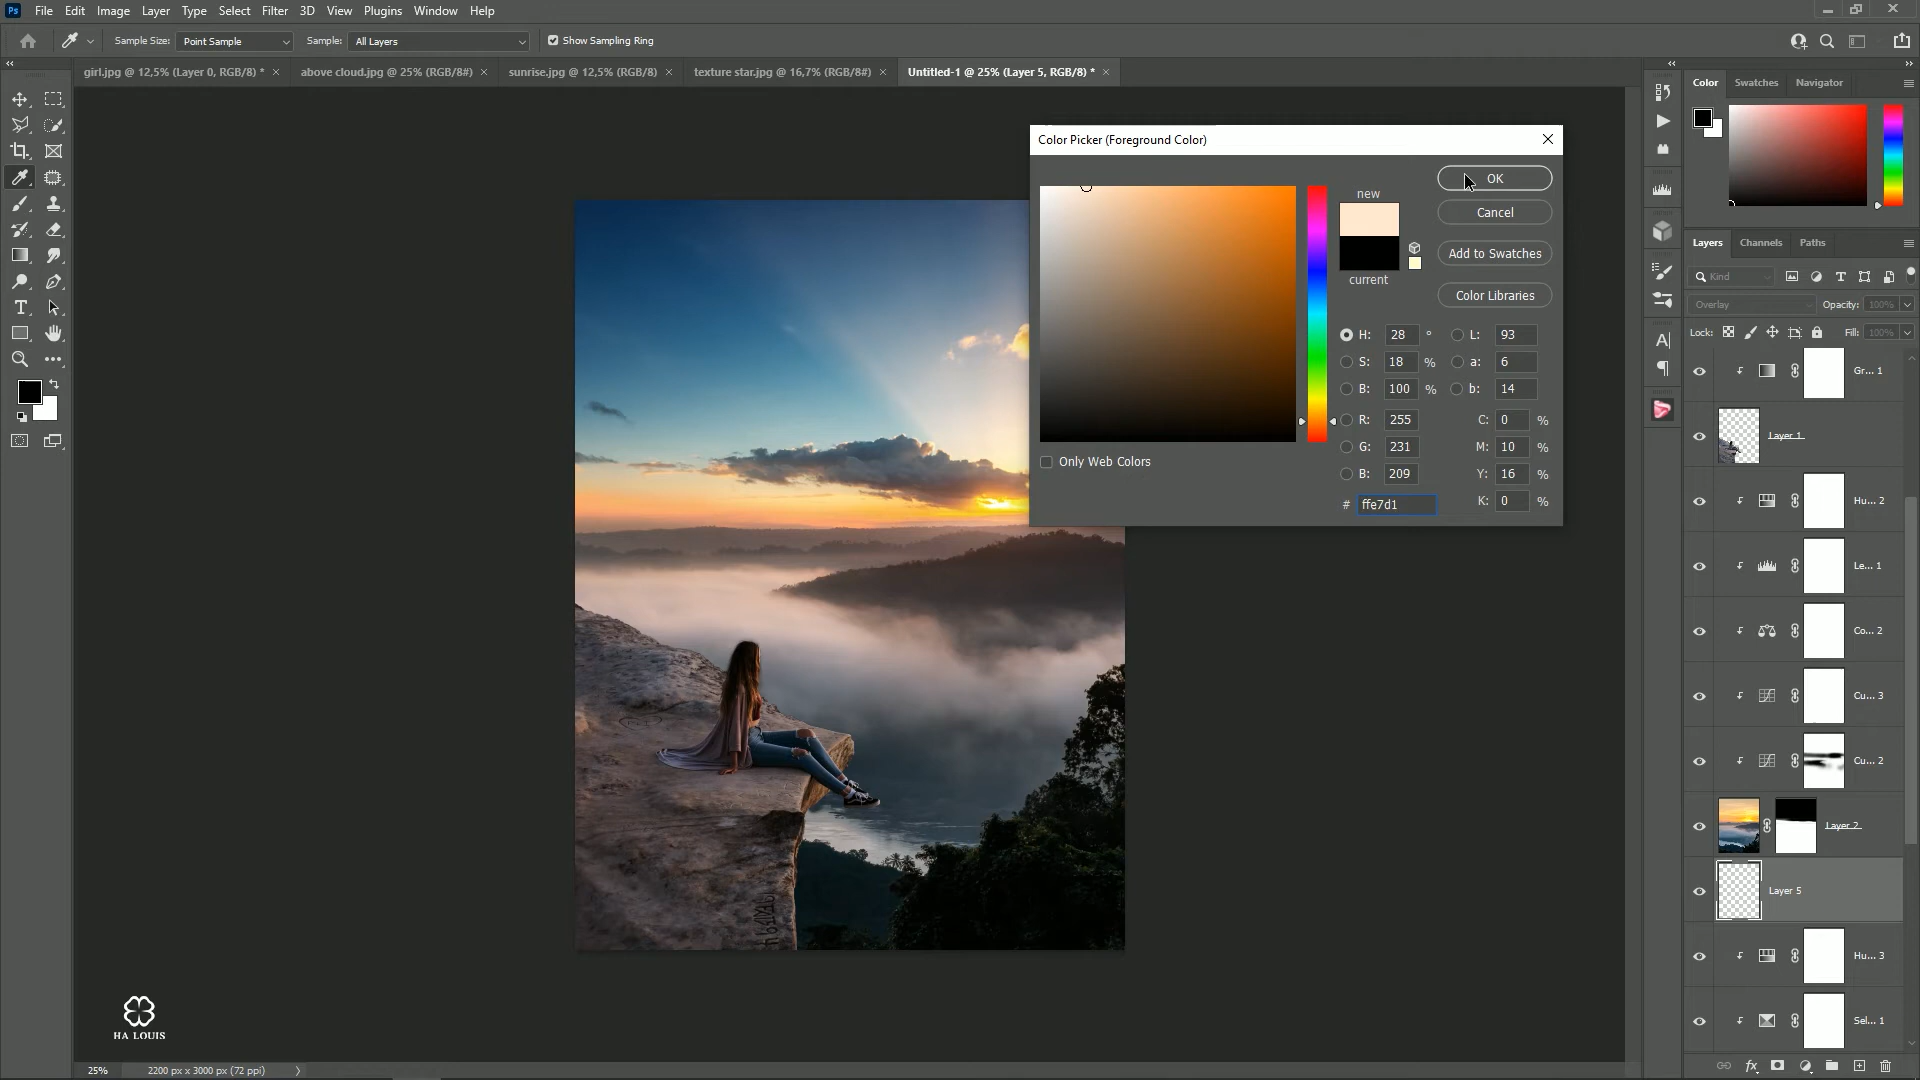 Ps File Edit Image Layer Type Select Filter 3D View Plugins Window Help
Sample Size: Point Sample Sample: All Layers Show Sampling Ring
girl.jpg @ 12,5% (Layer 0, RGB/8) * × above cloud.jpg @ 25% (RGB/8#) × sunrise.jpg @ 12,5% (RGB/8) × texture star.jpg @ 16,7% (RGB/8#) × Untitled-1 @ 25% (Layer 5, RGB/8) * ×
Color Swatches Navigator
Color Picker (Foreground Color)
new
OK
Cancel
Add to Swatches
current
Color Libraries
H: 28 ° L: 93
S: 18 % a: 6
B: 100 % b: 14
R: 255 C: 0 %
G: 231 M: 10 %
B: 209 Y: 16 %
# ffe7d1 K: 0 %
Only Web Colors
Layers Channels Paths
Kind
Overlay Opacity: 100%
Lock: Fill: 100%
Gr... 1
Layer 1
Hu... 2
Le... 1
Co... 2
Cu... 3
Cu... 2
Layer 2
Layer 5
Hu... 3
Sel... 1
HA LOUIS
25% 2200 px x 3000 px (72 ppi)